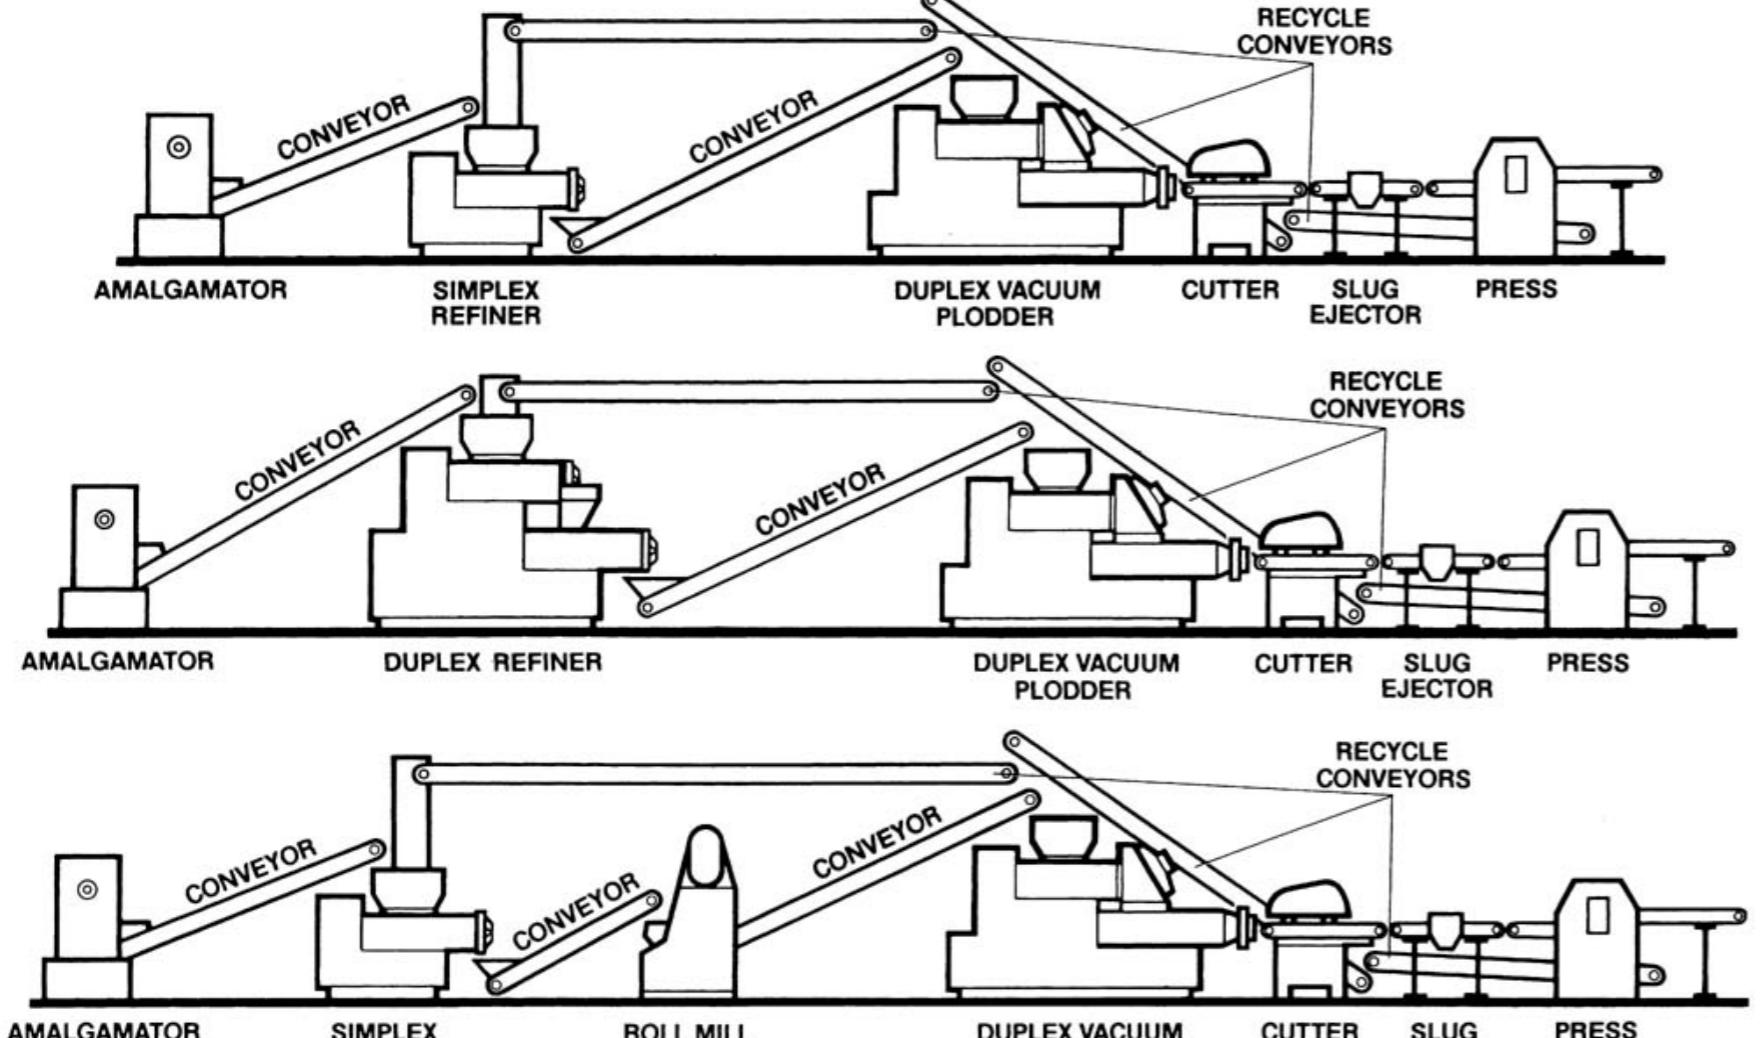 RECYCLE
CONVEYORS
CONVEYOR
CONVEYOR
AMALGAMATOR
SIMPLEX
REFINER
DUPLEX VACUUM
PLODDER
CUTTER
SLUG
EJECTOR
PRESS
RECYCLE
CONVEYORS
CONVEYOR
CONVEYOR
AMALGAMATOR
DUPLEX REFINER
DUPLEX VACUUM
PLODDER
CUTTER
SLUG
EJECTOR
PRESS
RECYCLE
CONVEYORS
CONVEYOR
CONVEYOR
CONVEYOR
AMALGAMATOR
SIMPLEX
ROLL MILL
DUPLEX VACUUM
CUTTER
SLUG
PRESS